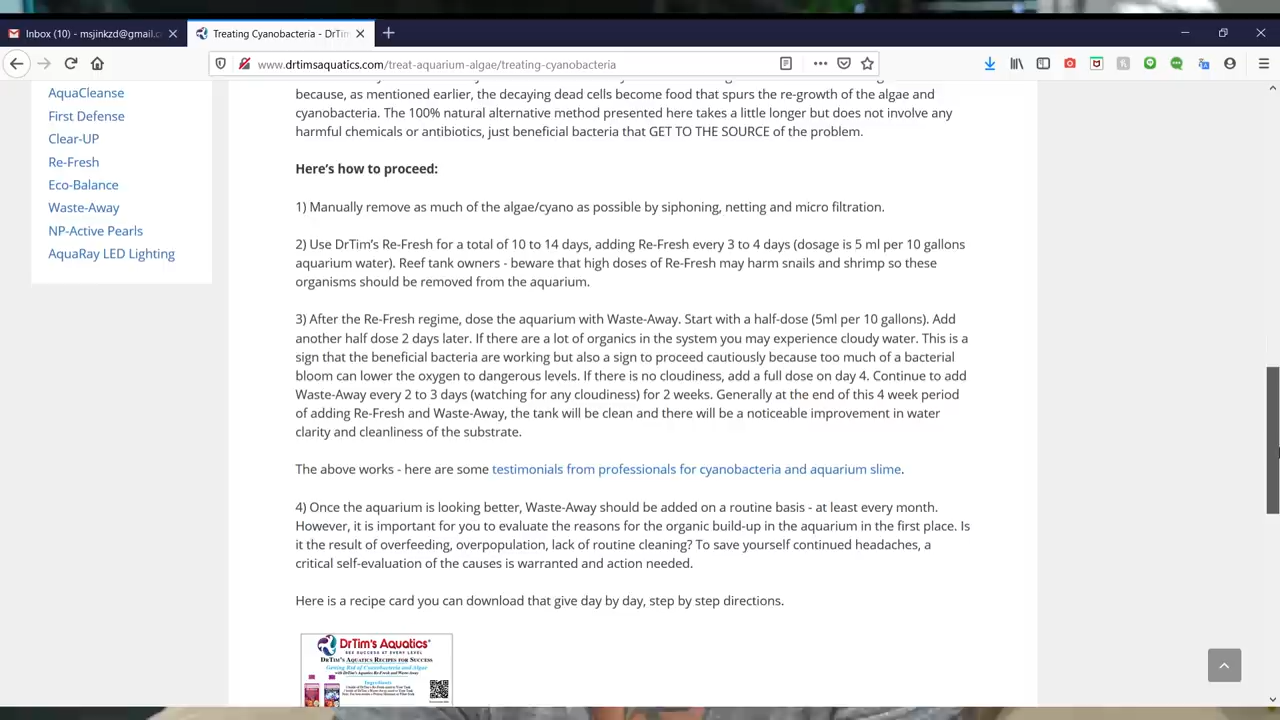 Inbox (10) - msjinkzd@gmail.c
Treating Cyanobacteria - DrTim
www.drtimsaquatics.com/treat-aquarium-algae/treating-cyanobacteria
AquaCleanse
First Defense
Clear-UP
Re-Fresh
Eco-Balance
Waste-Away
NP-Active Pearls
AquaRay LED Lighting
because, as mentioned earlier, the decaying dead cells become food that spurs the re-growth of the algae and
cyanobacteria. The 100% natural alternative method presented here takes a little longer but does not involve any
harmful chemicals or antibiotics, just beneficial bacteria that GET TO THE SOURCE of the problem.
Here's how to proceed:
1) Manually remove as much of the algae/cyano as possible by siphoning, netting and micro filtration.
2) Use DrTim's Re-Fresh for a total of 10 to 14 days, adding Re-Fresh every 3 to 4 days (dosage is 5 ml per 10 gallons
aquarium water). Reef tank owners - beware that high doses of Re-Fresh may harm snails and shrimp so these
organisms should be removed from the aquarium.
3) After the Re-Fresh regime, dose the aquarium with Waste-Away. Start with a half-dose (5ml per 10 gallons). Add
another half dose 2 days later. If there are a lot of organics in the system you may experience cloudy water. This is a
sign that the beneficial bacteria are working but also a sign to proceed cautiously because too much of a bacterial
bloom can lower the oxygen to dangerous levels. If there is no cloudiness, add a full dose on day 4. Continue to add
Waste-Away every 2 to 3 days (watching for any cloudiness) for 2 weeks. Generally at the end of this 4 week period
of adding Re-Fresh and Waste-Away, the tank will be clean and there will be a noticeable improvement in water
clarity and cleanliness of the substrate.
The above works - here are some testimonials from professionals for cyanobacteria and aquarium slime.
4) Once the aquarium is looking better, Waste-Away should be added on a routine basis - at least every month.
However, it is important for you to evaluate the reasons for the organic build-up in the aquarium in the first place. Is
it the result of overfeeding, overpopulation, lack of routine cleaning? To save yourself continued headaches, a
critical self-evaluation of the causes is warranted and action needed.
Here is a recipe card you can download that give day by day, step by step directions.
DrTim's Aquatics
DrTim's Aquatics Recipes for Success
Getting Rid of Cyanobacteria and Algae
with DrTim's Aquatics Re-Fresh and Waste-Away
Ingredients